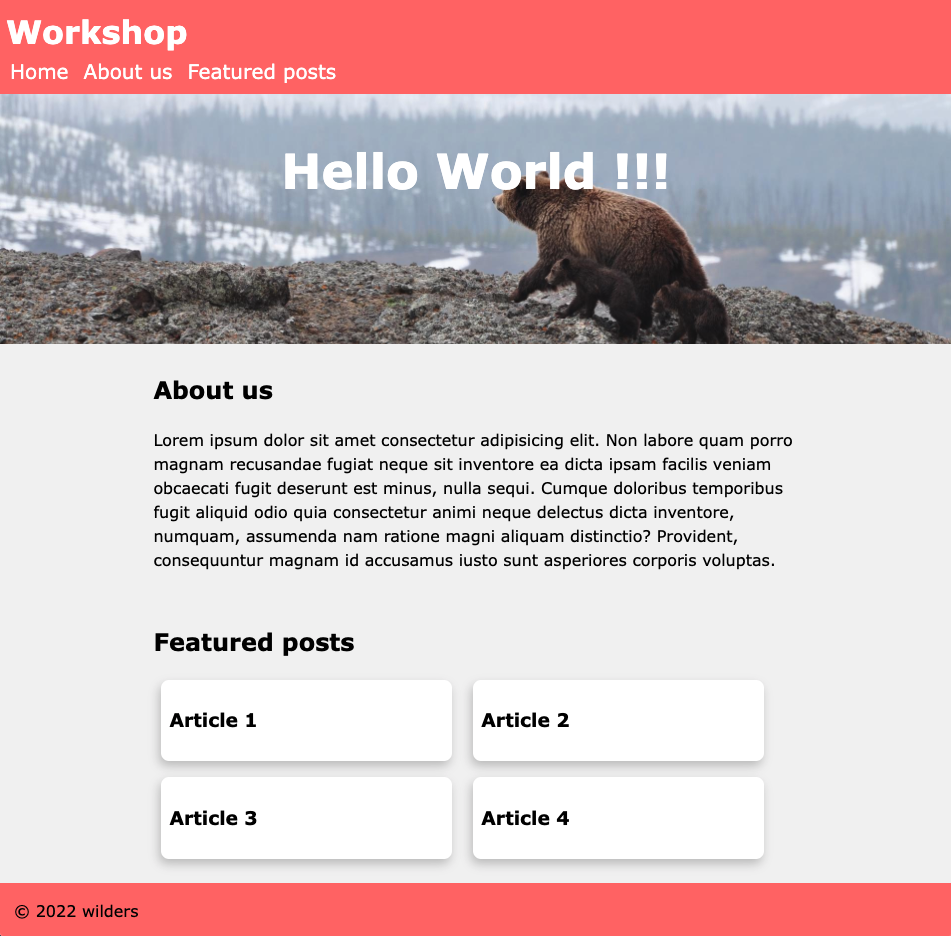 Workshop
Home About us Featured posts
Hello World !!!
About us
Lorem ipsum dolor sit amet consectetur adipisicing elit. Non labore quam porro
magnam recusandae fugiat neque sit inventore ea dicta ipsam facilis veniam
obcaecati fugit deserunt est minus, nulla sequi. Cumque doloribus temporibus
fugit aliquid odio quia consectetur animi neque delectus dicta inventore,
numquam, assumenda nam ratione magni aliquam distinctio? Provident,
consequuntur magnam id accusamus iusto sunt asperiores corporis voluptas.
Featured posts
Article 1
Article 2
Article 3
Article 4
© 2022 wilders